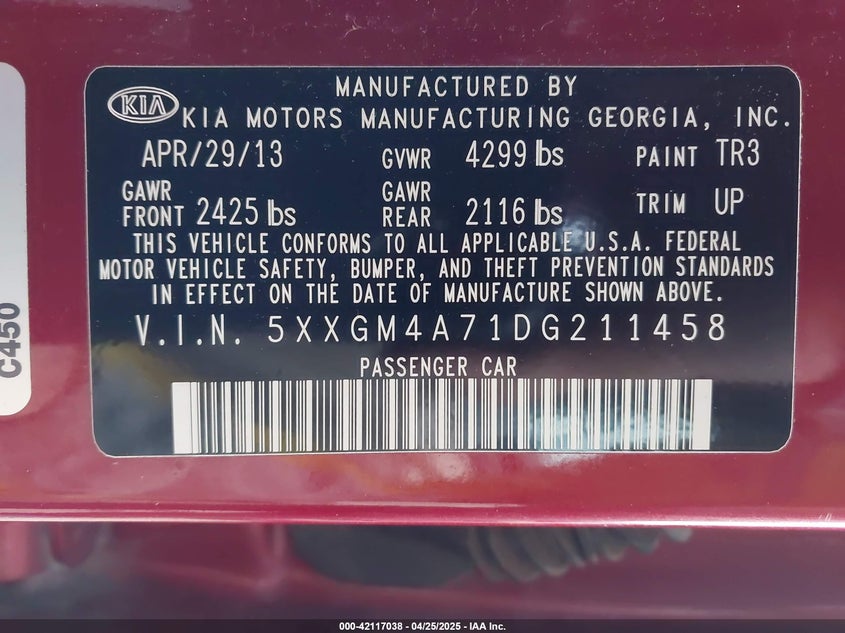 MANUFACTURED BY
KIA KIA MOTORS MANUFACTURING GEORGIA, INC.
APR/29/13 GVWR 4299 lbs PAINT TR3
GAWR FRONT 2425 lbs GAWR REAR 2116 lbs TRIM UP
THIS VEHICLE CONFORMS TO ALL APPLICABLE U.S.A. FEDERAL
MOTOR VEHICLE SAFETY, BUMPER, AND THEFT PREVENTION STANDARDS
IN EFFECT ON THE DATE OF MANUFACTURE SHOWN ABOVE.
V.I.N. 5XXGM4A71DG211458
PASSENGER CAR
C450
000-42117038 - 04/25/2025 - IAA Inc.